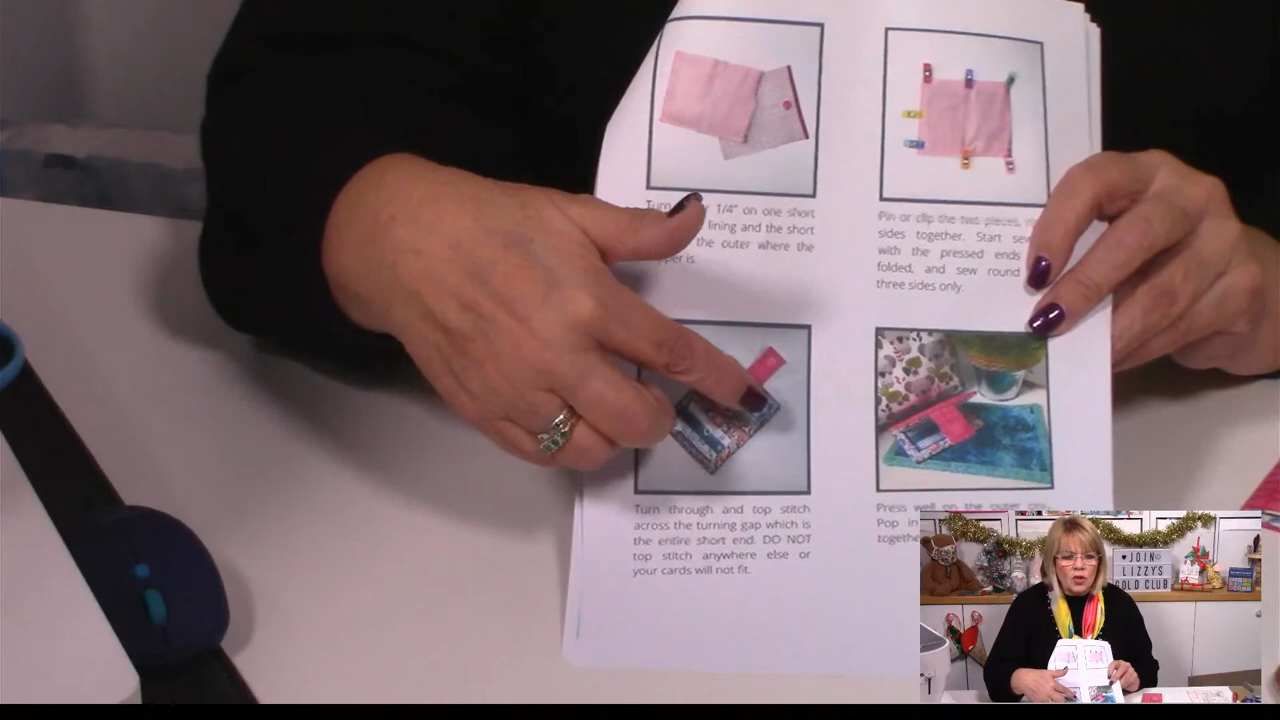 Turn 1/4" on one short
lining and the short
the outer where the
per is.
Pin or clip the two pieces,
sides together. Start sew
with the pressed ends
folded, and sew round
three sides only.
Turn through and top stitch
across the turning gap which is
the entire short end. DO NOT
top stitch anywhere else or
your cards will not fit.
Press well on the outer
Pop in
togethe
♥JOIN
LIZZY'S
GOLD CLUB